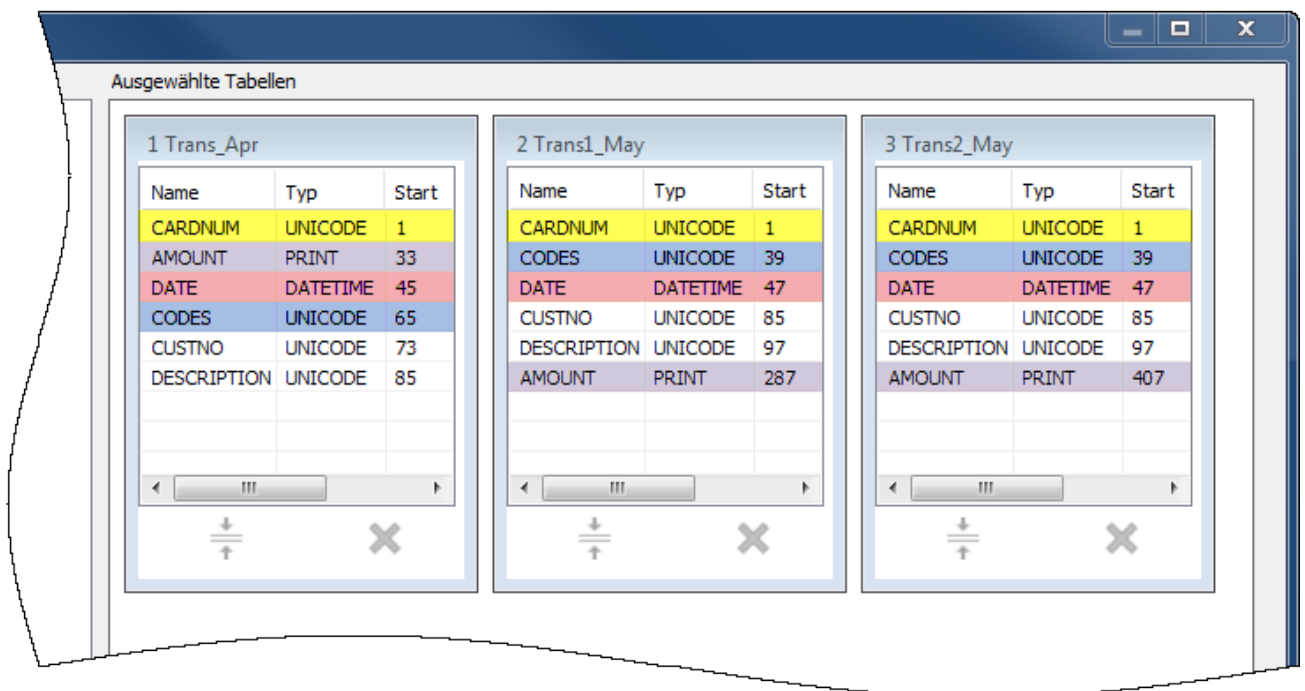 Ausgewählte Tabellen
1 Trans_Apr
Name Typ Start
CARDNUM UNICODE 1
AMOUNT PRINT 33
DATE DATETIME 45
CODES UNICODE 65
CUSTNO UNICODE 73
DESCRIPTION UNICODE 85
2 Trans1_May
Name Typ Start
CARDNUM UNICODE 1
CODES UNICODE 39
DATE DATETIME 47
CUSTNO UNICODE 85
DESCRIPTION UNICODE 97
AMOUNT PRINT 287
3 Trans2_May
Name Typ Start
CARDNUM UNICODE 1
CODES UNICODE 39
DATE DATETIME 47
CUSTNO UNICODE 85
DESCRIPTION UNICODE 97
AMOUNT PRINT 407